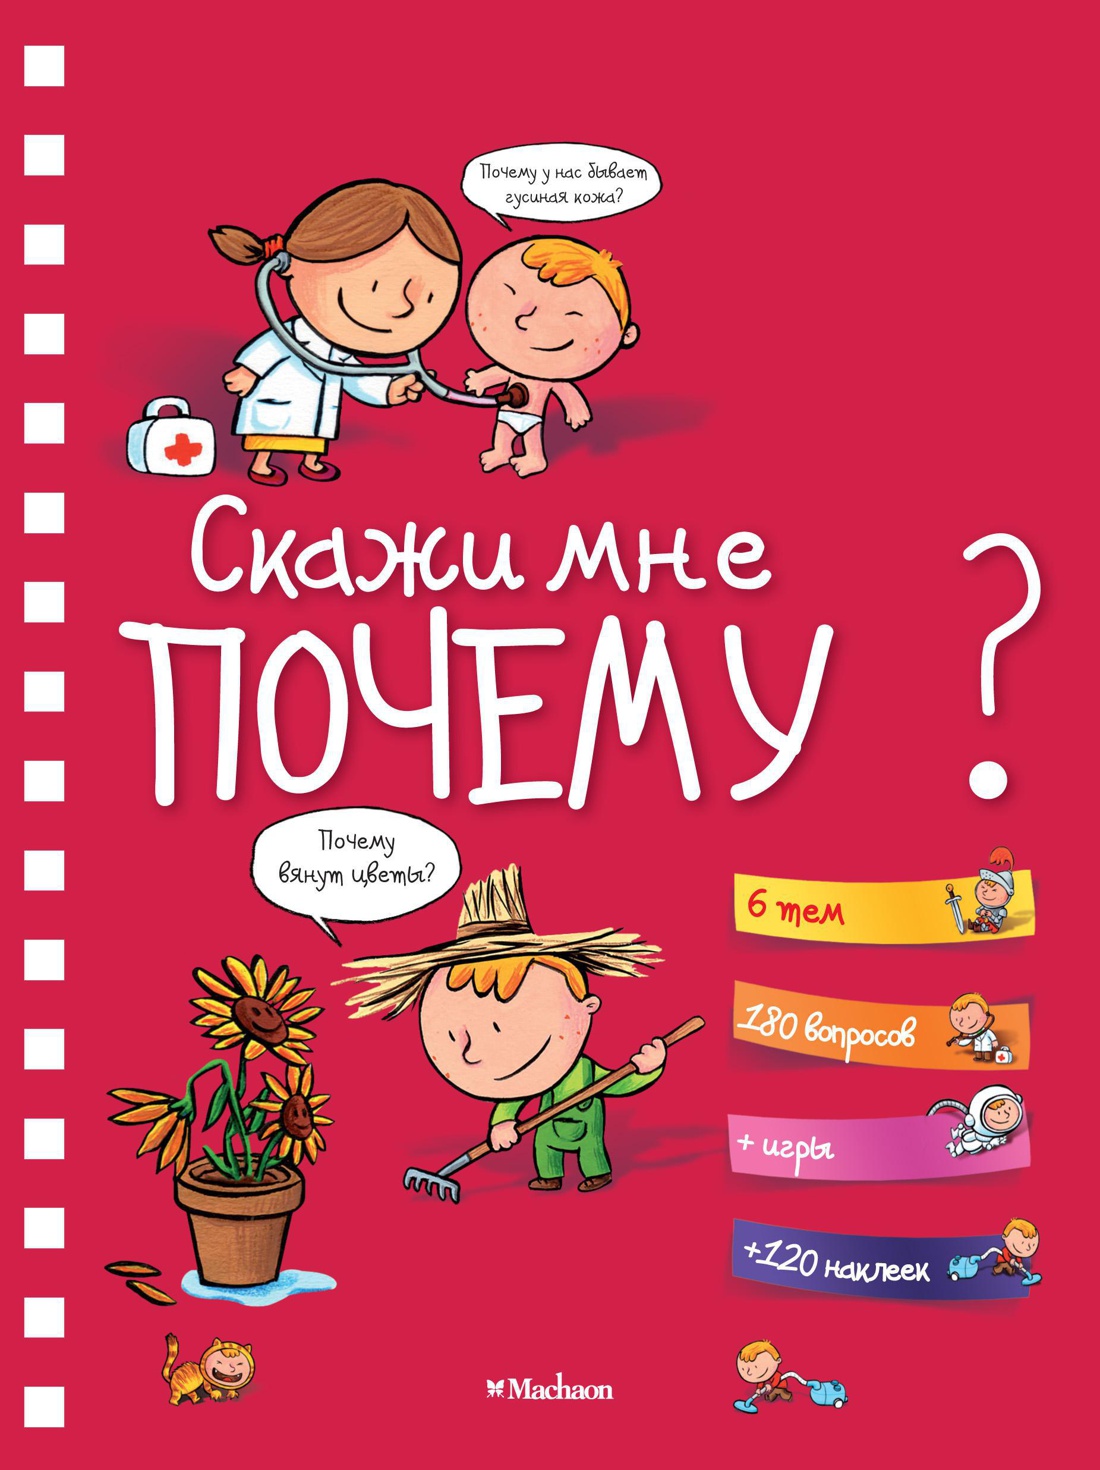 Почему у нас бывает
гусиная кожа?
Скажи мне
ПОЧЕМУ ?
Почему
вянут цветы?
6 тем
180 вопросов
+ игры
+120 наклеек
Machaon